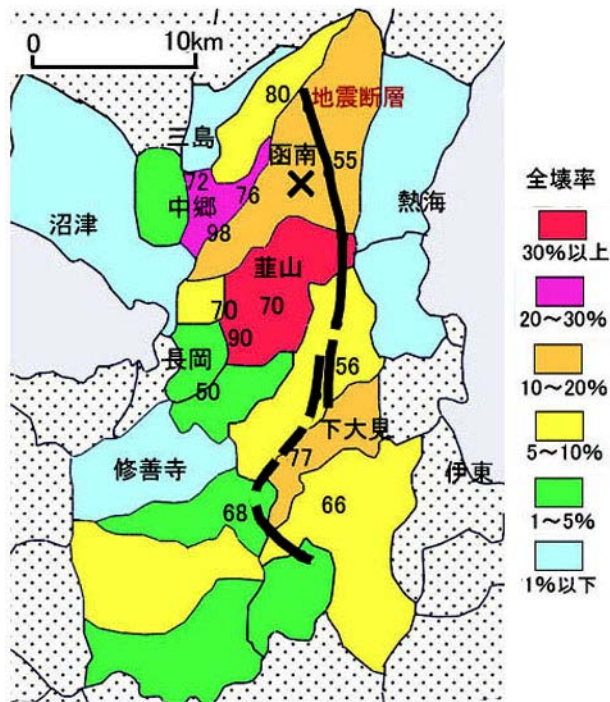 0 10km
80
地震断層
三島
函南
55
72
76
中郷
98
熱海
沼津
韮山
70
70
90
長岡
50
56
下大見
77
修善寺
伊東
66
68
全壊率
30%以上
20～30%
10～20%
5～10%
1～5%
1%以下